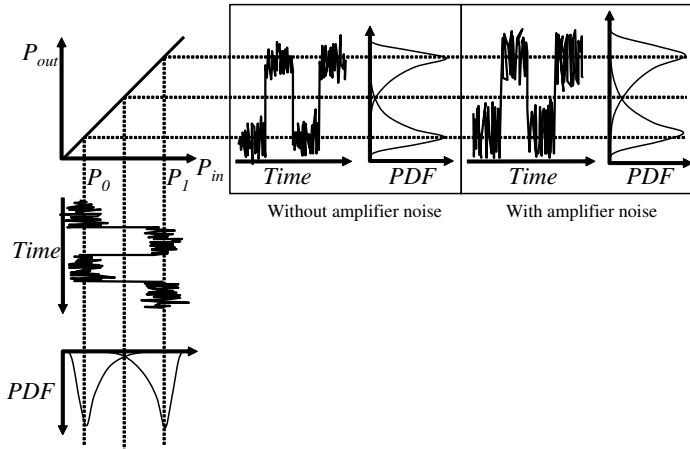 P_out
P_0
P_1
P_in
Time
PDF
Time
PDF
Without amplifier noise
With amplifier noise
Time
PDF